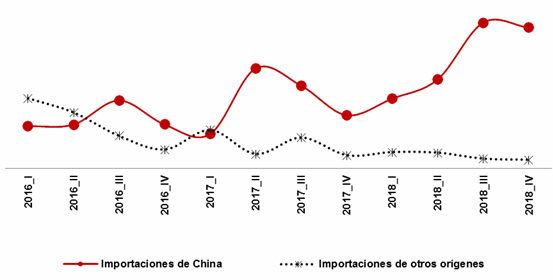 2016_I
2016_II
2016_III
2016_IV
2017_I
2017_II
2017_III
2017_IV
2018_I
2018_II
2018_III
2018_IV
Importaciones de China
Importaciones de otros orígenes